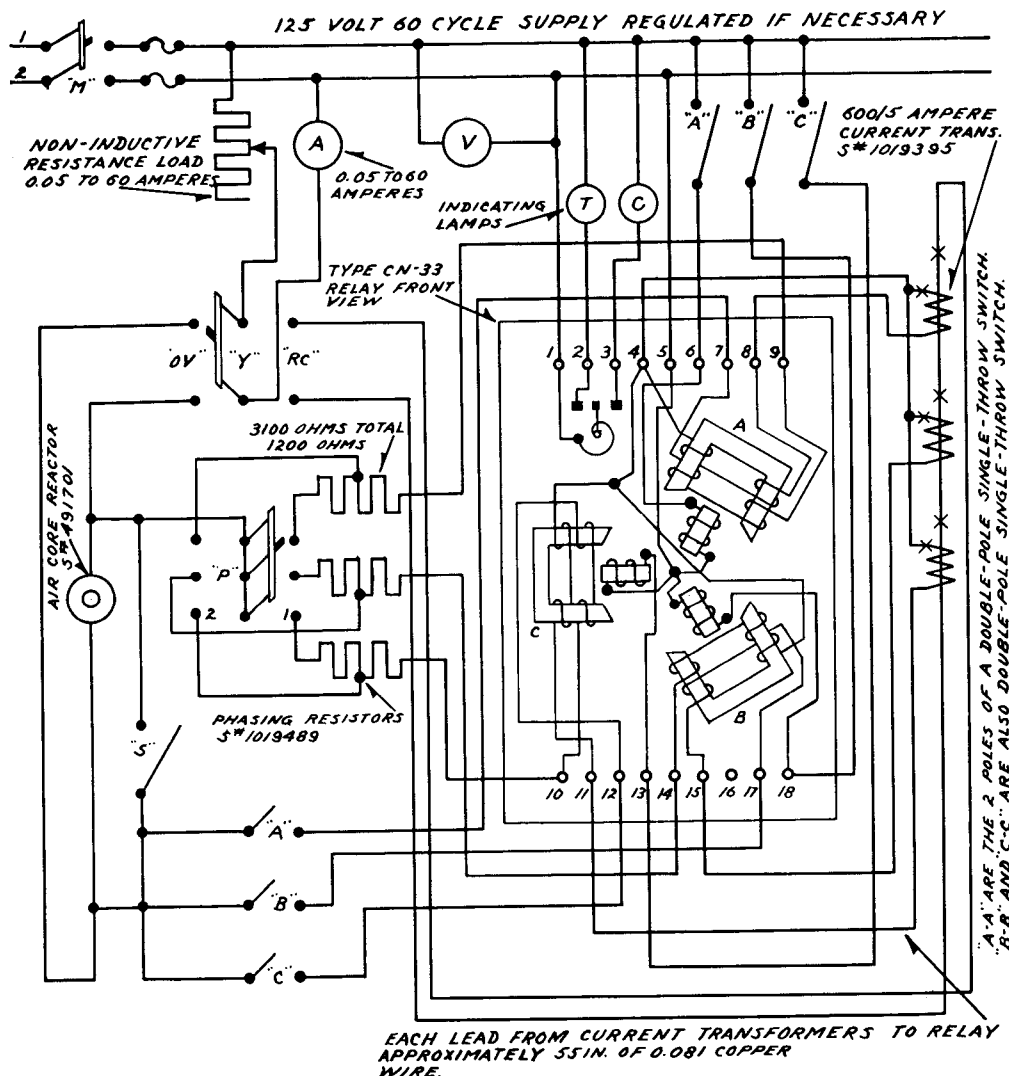 125 VOLT 60 CYCLE SUPPLY REGULATED IF NECESSARY
1
2
"M"
NON-INDUCTIVE
RESISTANCE LOAD
0.05 TO 60 AMPERES
A
0.05 TO 60
AMPERES
V
INDICATING
LAMPS
T
C
"A"
"B"
"C"
600/5 AMPERE
CURRENT TRANS.
S# 1019395
TYPE CN-33
RELAY FRONT
VIEW
"OV"
"Y"
"RC"
1
2
3
4
5
6
7
8
9
A
3100 OHMS TOTAL
1200 OHMS
AIR CORE REACTOR
S# 491701
"P"
2
1
C
B
PHASING RESISTORS
S# 1019489
"S"
10
11
12
13
14
15
16
17
18
"A"
"B"
"C"
"A-A" ARE THE 2 POLES OF A DOUBLE-POLE SINGLE-THROW SWITCH.
"B-B" AND "C-C" ARE ALSO DOUBLE-POLE SINGLE-THROW SWITCH.
EACH LEAD FROM CURRENT TRANSFORMERS TO RELAY
APPROXIMATELY 55 IN. OF 0.081 COPPER
WIRE.